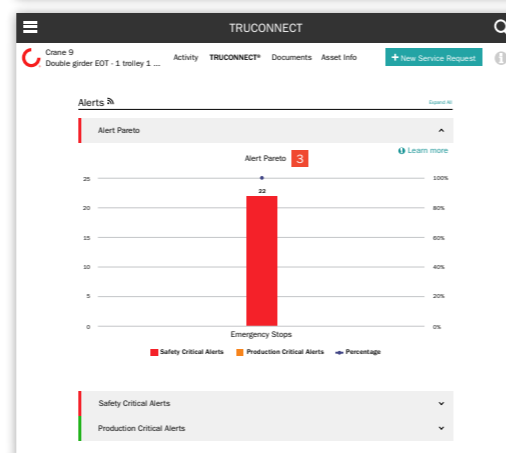 TRUCONNECT
Crane 9
Double girder EOT - 1 trolley 1 ...
Activity TRUCONNECT® Documents Asset Info
+ New Service Request
Alerts
Expand All
Alert Pareto
Learn more
Alert Pareto 3
25 100%
22
20 80%
15 60%
10 40%
5 20%
0 0%
Emergency Stops
Safety Critical Alerts Production Critical Alerts Percentage
Safety Critical Alerts
Production Critical Alerts